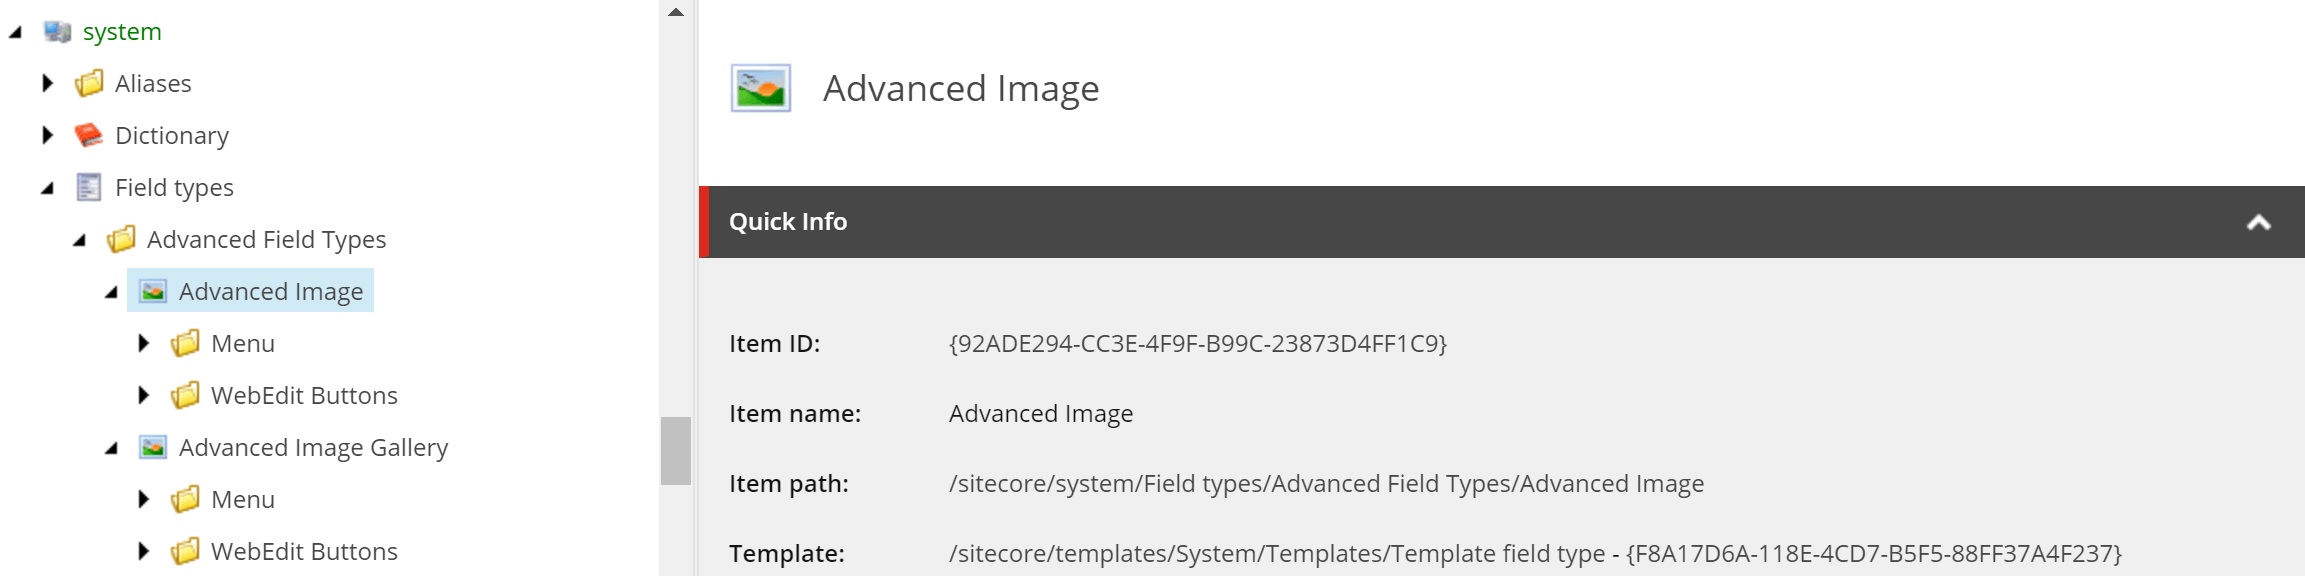 system
Aliases
Dictionary
Field types
Advanced Field Types
Advanced Image
Menu
WebEdit Buttons
Advanced Image Gallery
Menu
WebEdit Buttons
Advanced Image
Quick Info
Item ID: {92ADE294-CC3E-4F9F-B99C-23873D4FF1C9}
Item name: Advanced Image
Item path: /sitecore/system/Field types/Advanced Field Types/Advanced Image
Template: /sitecore/templates/System/Templates/Template field type - {F8A17D6A-118E-4CD7-B5F5-88FF37A4F237}